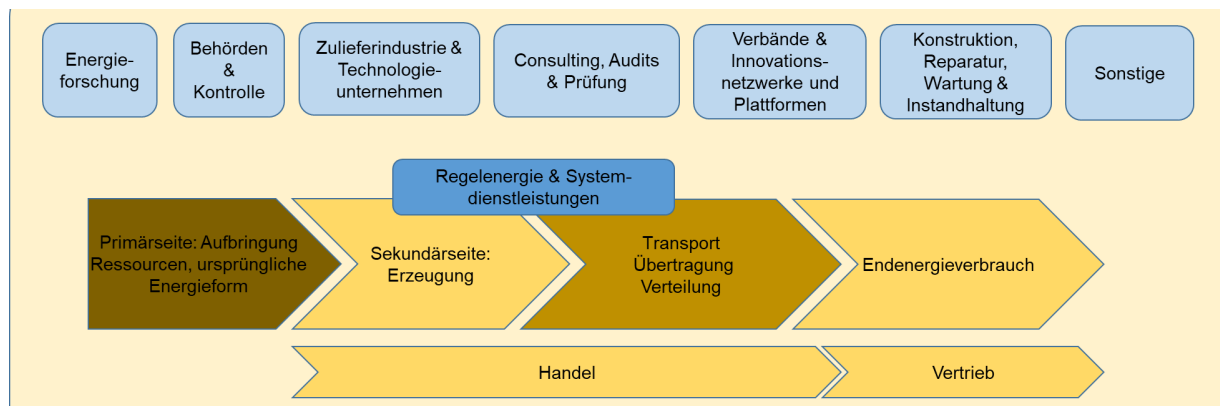 Energie-
forschung
Behörden
&
Kontrolle
Zulieferindustrie &
Technologie-
unternehmen
Consulting, Audits
& Prüfung
Verbände &
Innovations-
netzwerke und
Plattformen
Konstruktion,
Reparatur,
Wartung &
Instandhaltung
Sonstige
Regelenergie & System-
dienstleistungen
Primärseite: Aufbringung
Ressourcen, ursprüngliche
Energieform
Sekundärseite:
Erzeugung
Transport
Übertragung
Verteilung
Endenergieverbrauch
Handel
Vertrieb